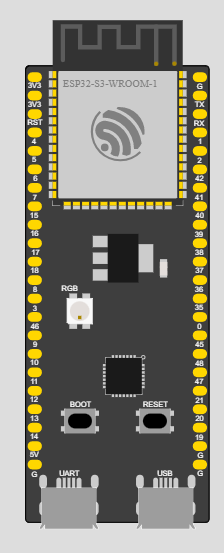 ESP32-S3-WROOM-1
3V3 G
3V3 TX
RST RX
4 1
5 2
6 42
7 41
15 40
16 39
17 38
18 37
8 36
3 35
46 0
9 45
10 48
11 47
12 21
13 20
14 19
5V G
G G
RGB
BOOT RESET
UART USB